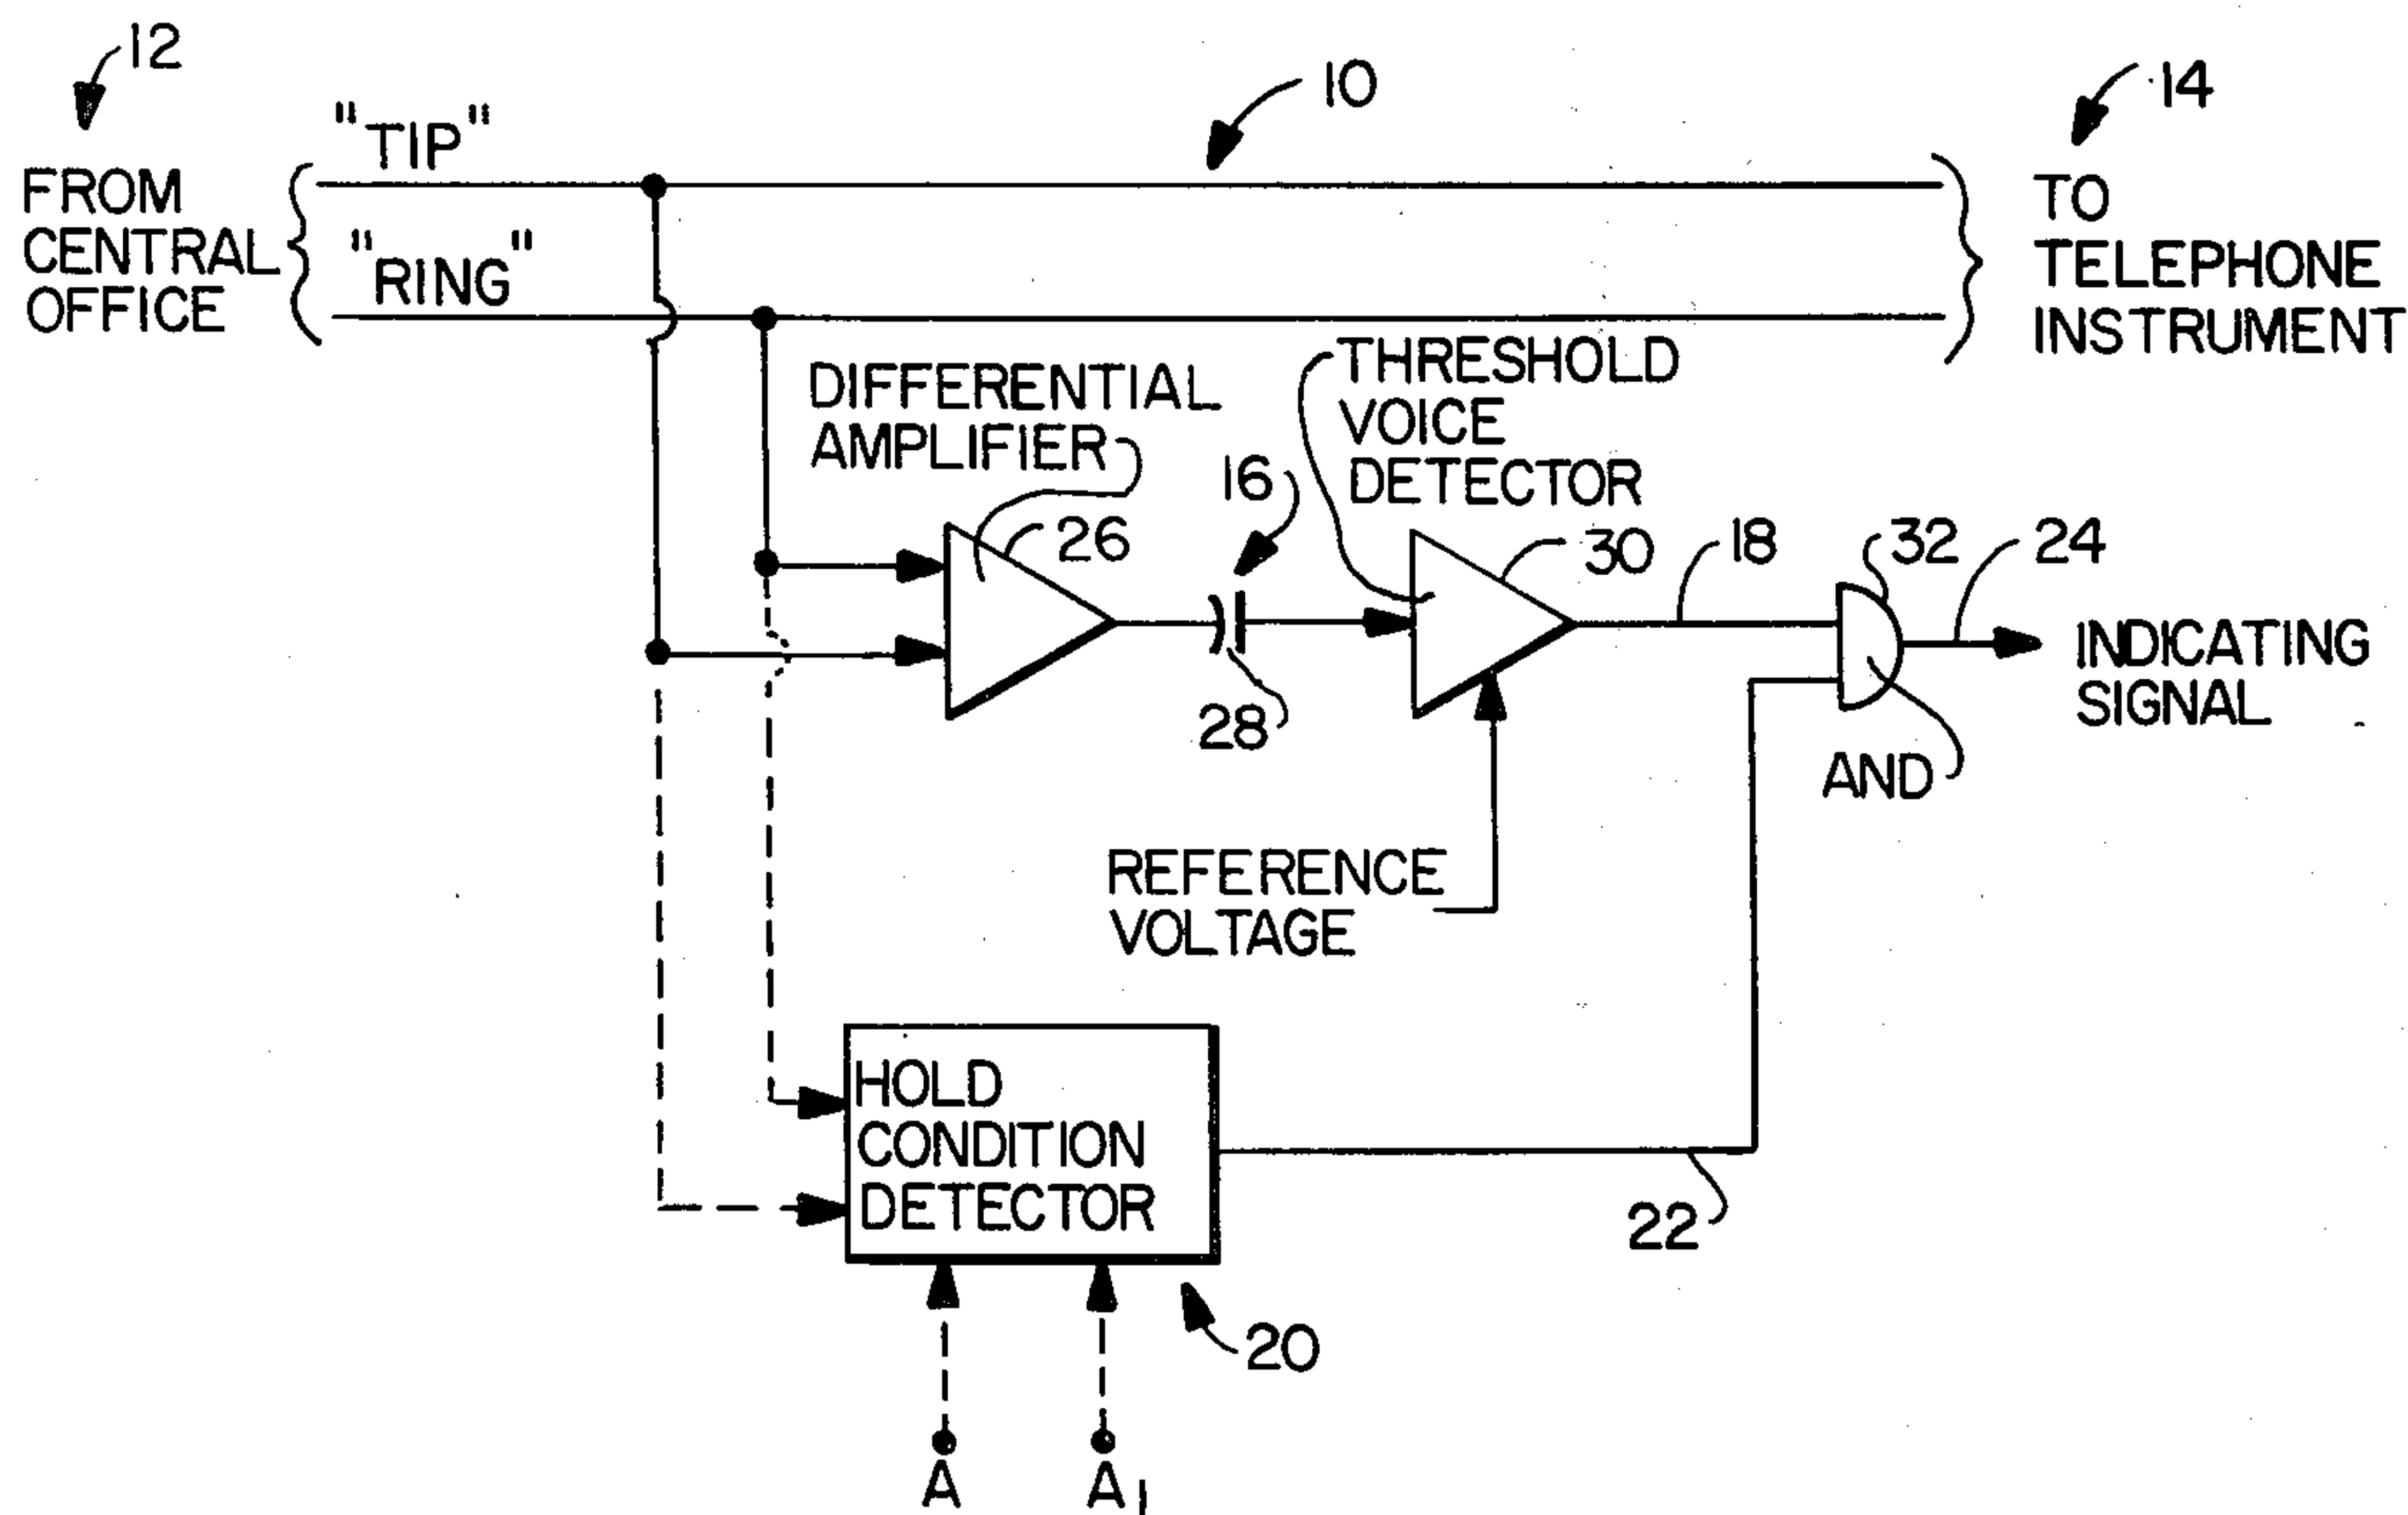 12
10
14
"TIP"
FROM
CENTRAL
OFFICE
"RING"
TO
TELEPHONE
INSTRUMENT
DIFFERENTIAL
AMPLIFIER
THRESHOLD
VOICE
DETECTOR
16
26
30
18
32
24
INDICATING
SIGNAL
28
AND
REFERENCE
VOLTAGE
HOLD
CONDITION
DETECTOR
22
20
A
A1